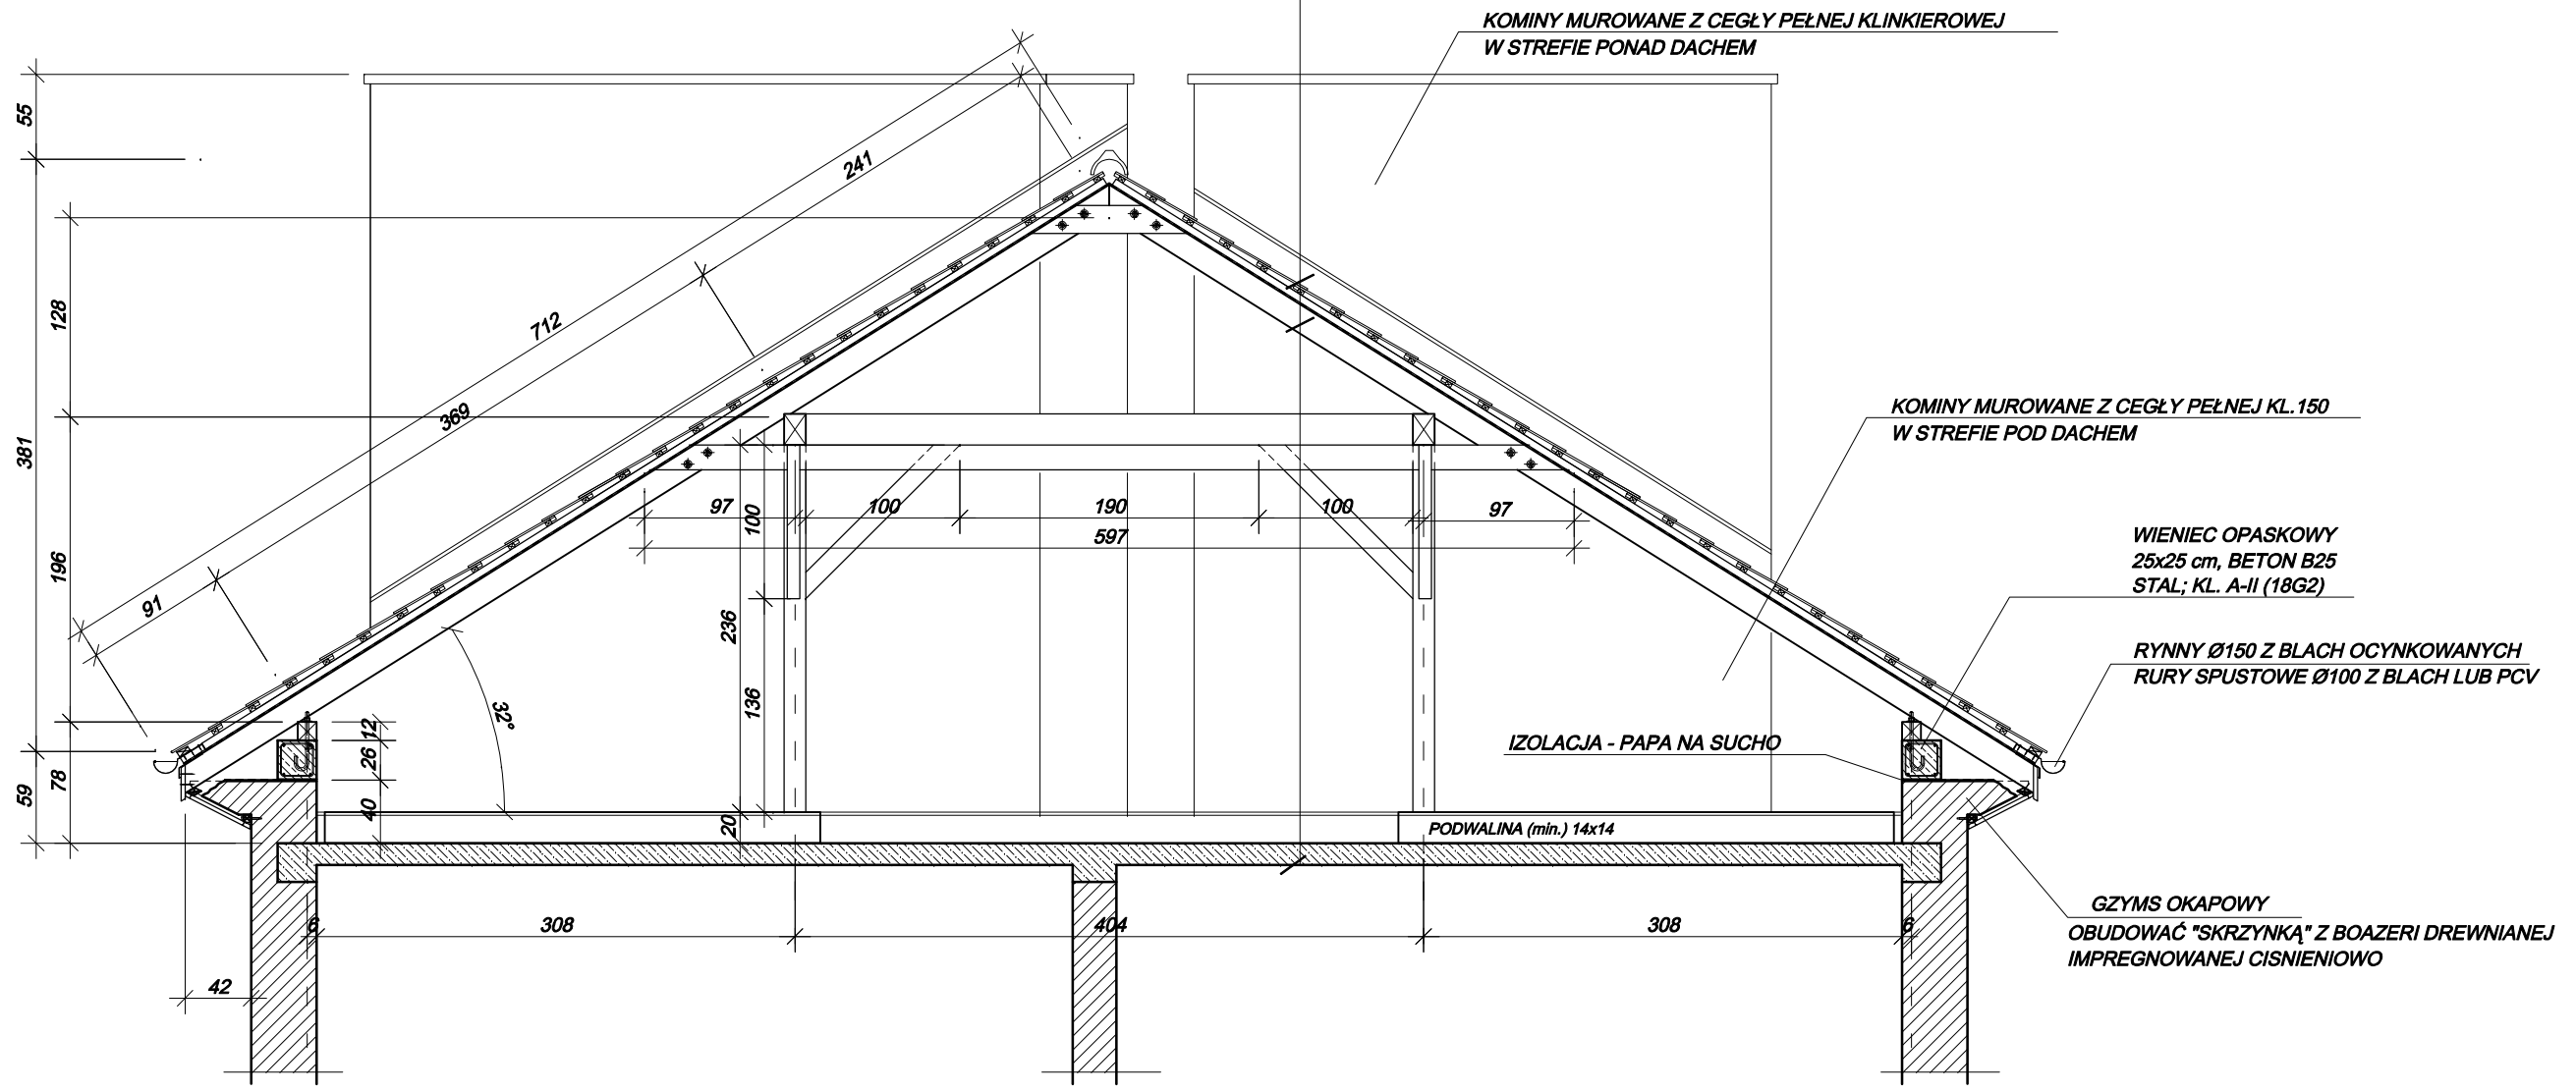 KOMINY MUROWANE Z CEGŁY PEŁNEJ KLINKIEROWEJ
W STREFIE PONAD DACHEM
55
381
59
128
196
78
241
712
369
91
KOMINY MUROWANE Z CEGŁY PEŁNEJ KL.150
W STREFIE POD DACHEM
97
100
100
190
100
97
597
WIENIEC OPASKOWY
25x25 cm, BETON B25
STAL; KL. A-II (18G2)
236
136
20
32°
12
26
40
RYNNY Ø150 Z BLACH OCYNKOWANYCH
RURY SPUSTOWE Ø100 Z BLACH LUB PCV
IZOLACJA - PAPA NA SUCHO
PODWALINA (min.) 14x14
6
308
404
308
6
42
GZYMS OKAPOWY
OBUDOWAĆ "SKRZYNKĄ" Z BOAZERI DREWNIANEJ
IMPREGNOWANEJ CISNIENIOWO